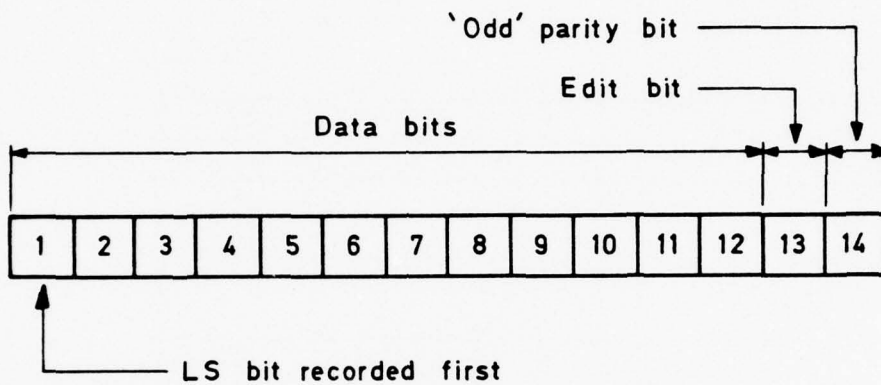 ‘Odd’ parity bit
Edit bit
Data bits
1 2 3 4 5 6 7 8 9 10 11 12 13 14
LS bit recorded first